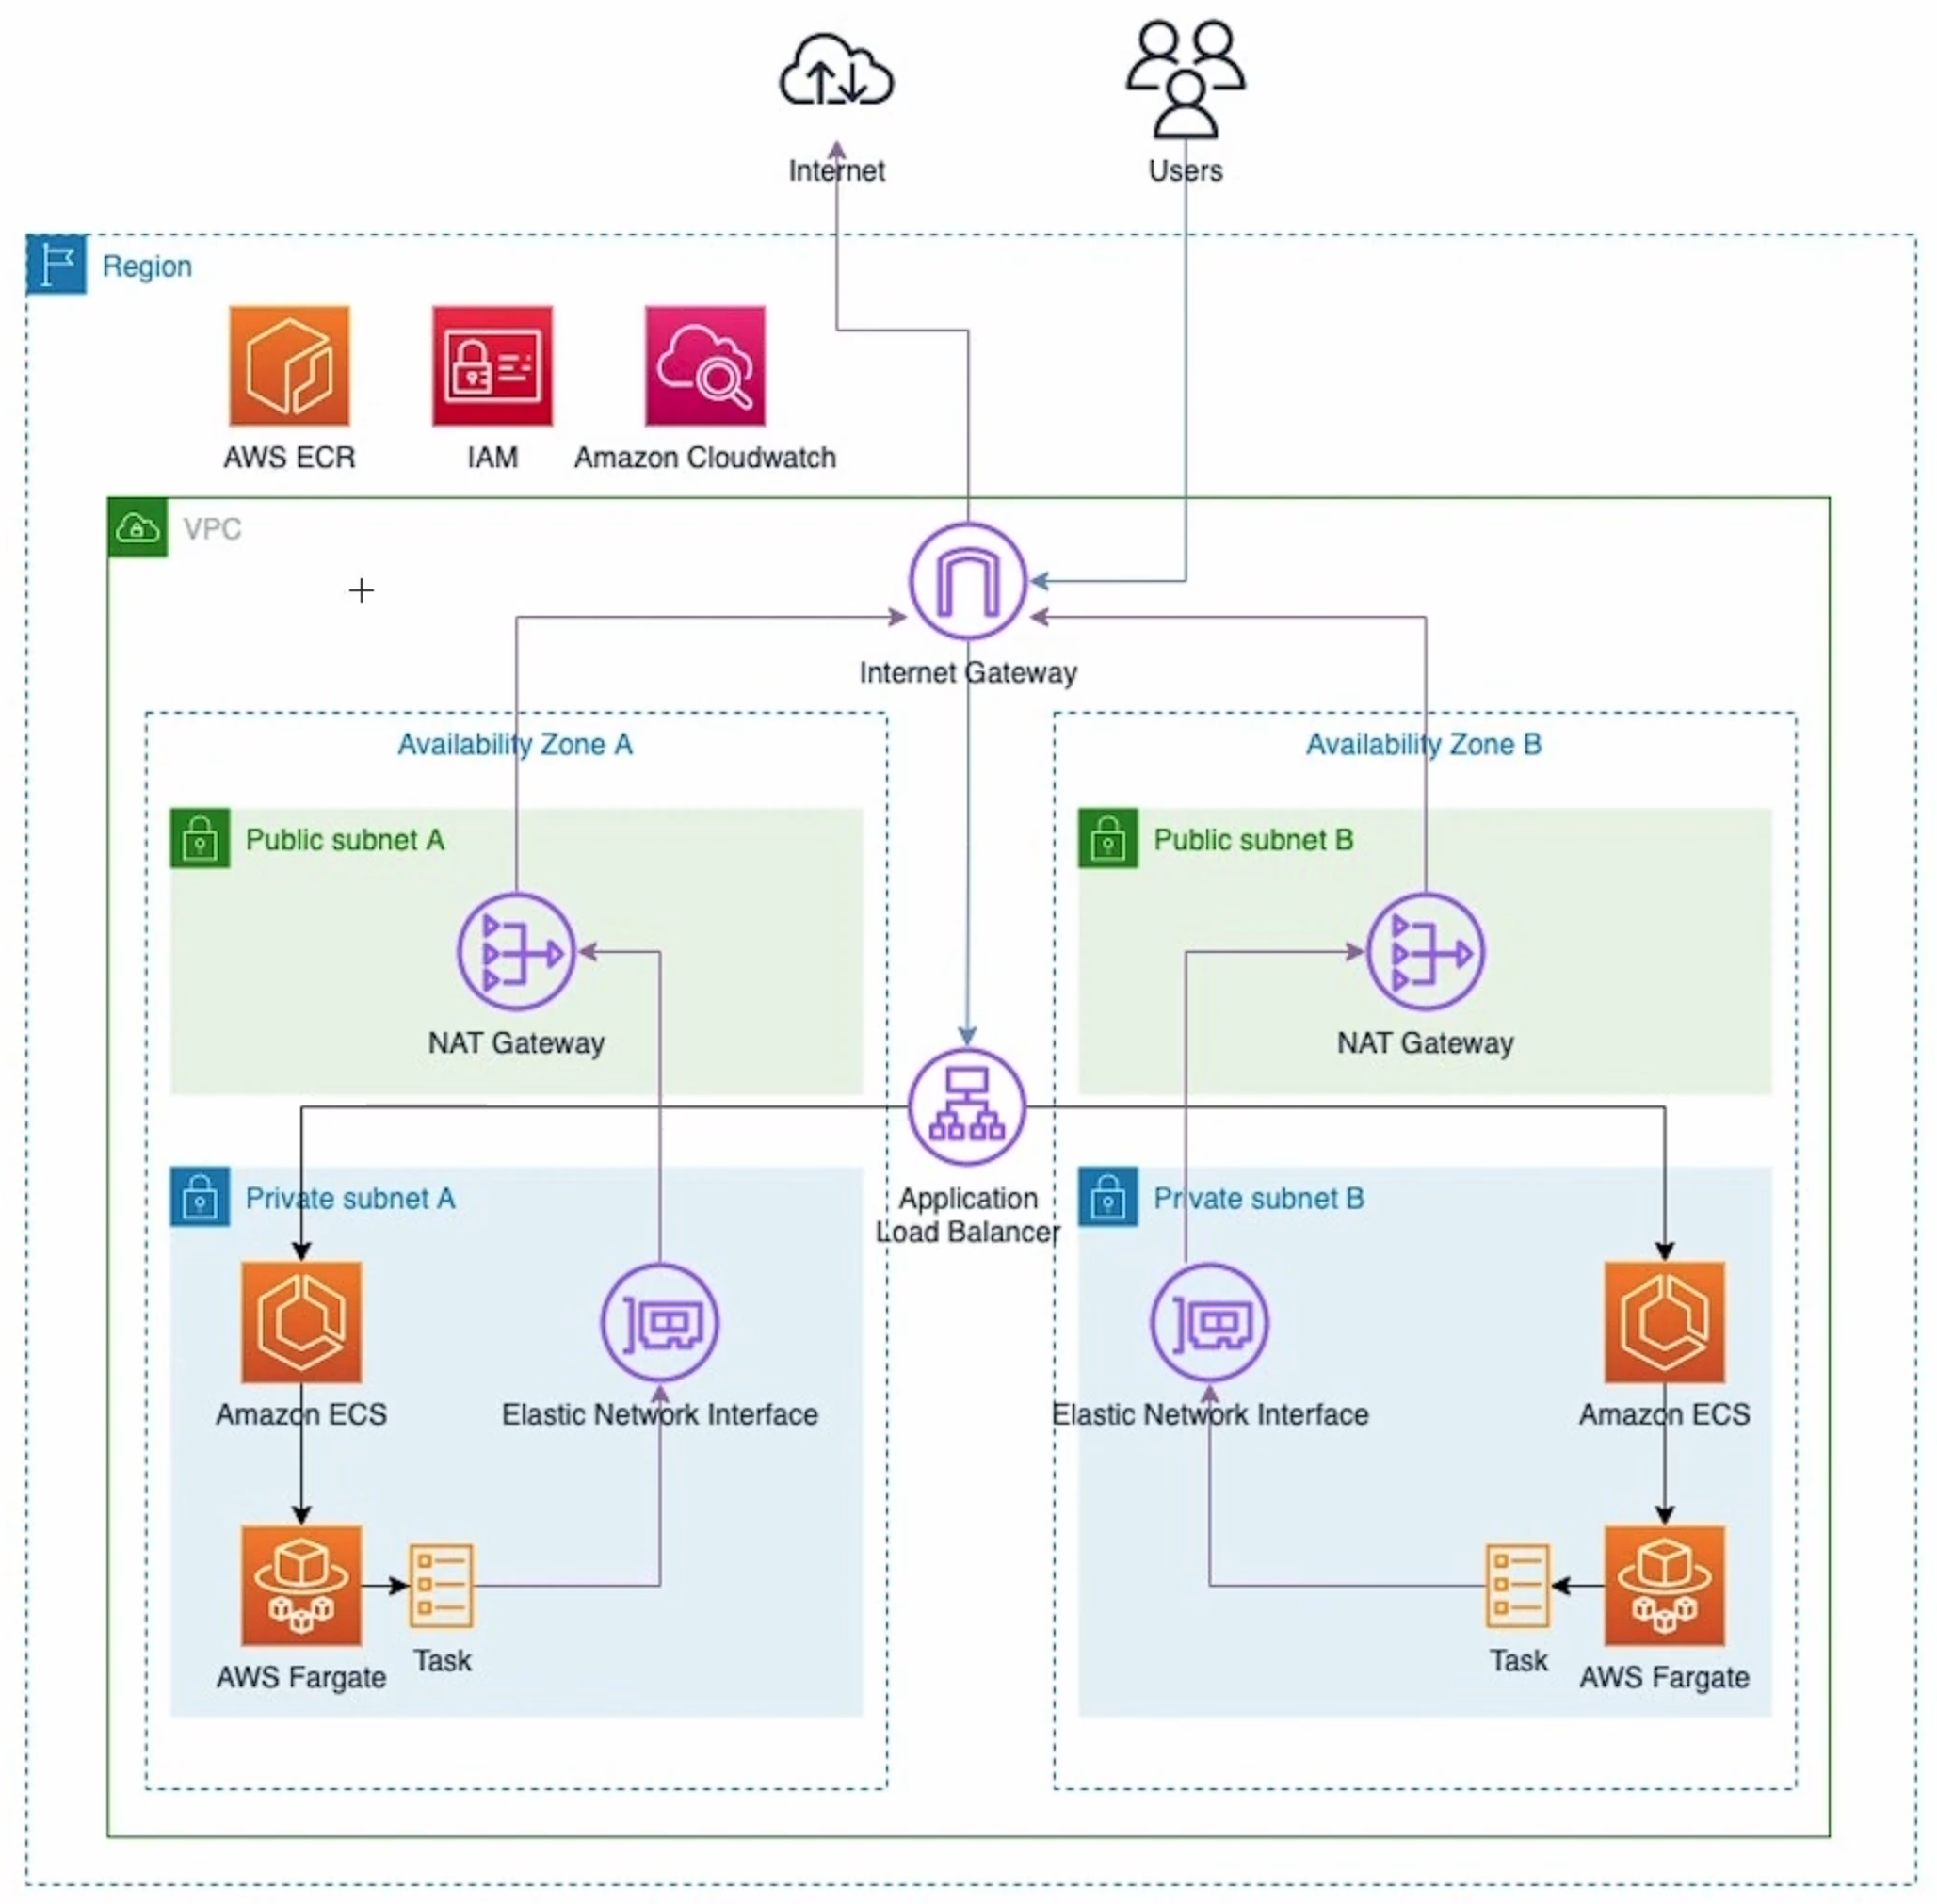 Internet
Users
Region
AWS ECR
IAM
Amazon Cloudwatch
VPC
Internet Gateway
Availability Zone A
Availability Zone B
Public subnet A
Public subnet B
NAT Gateway
NAT Gateway
Private subnet A
Application
Load Balancer
Private subnet B
Amazon ECS
Elastic Network Interface
Elastic Network Interface
Amazon ECS
AWS Fargate
Task
Task
AWS Fargate